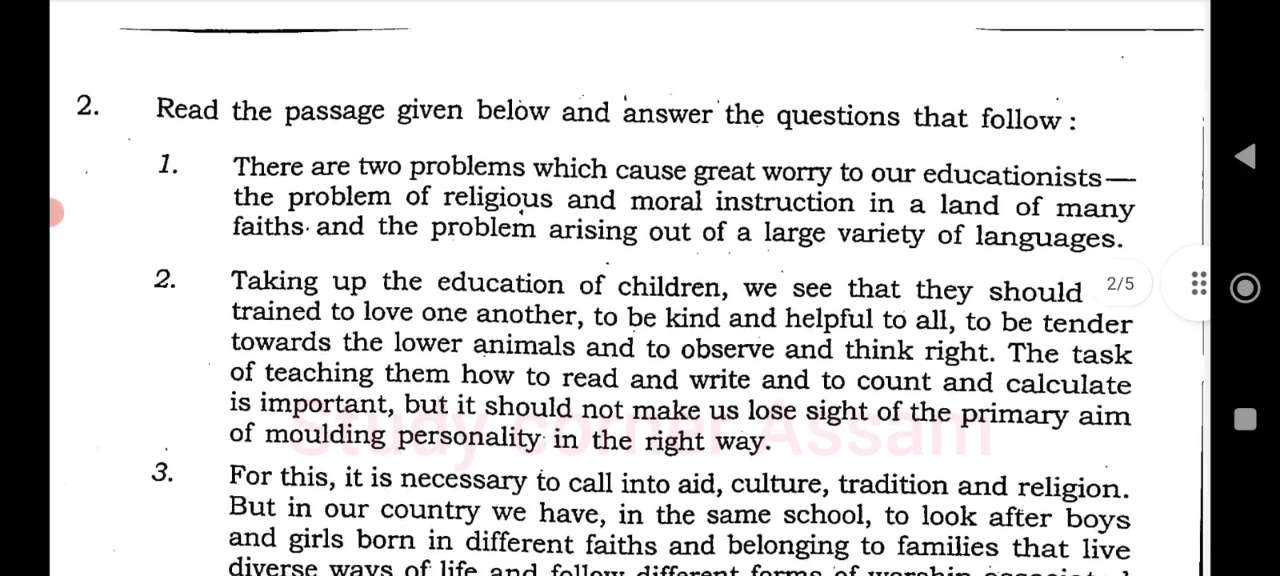 2. Read the passage given below and answer the questions that follow :
1. There are two problems which cause great worry to our educationists—
the problem of religious and moral instruction in a land of many
faiths and the problem arising out of a large variety of languages.
2. Taking up the education of children, we see that they should
2/5
trained to love one another, to be kind and helpful to all, to be tender
towards the lower animals and to observe and think right. The task
of teaching them how to read and write and to count and calculate
is important, but it should not make us lose sight of the primary aim
of moulding personality in the right way.
Study corner Assam
3. For this, it is necessary to call into aid, culture, tradition and religion.
But in our country we have, in the same school, to look after boys
and girls born in different faiths and belonging to families that live
diverse ways of life and follow different forms of worship